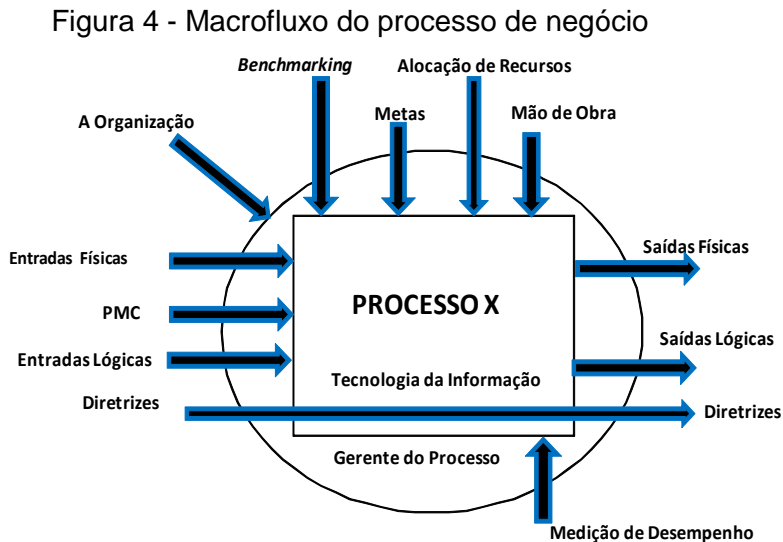 Figura 4 - Macrofluxo do processo de negócio
Benchmarking
Alocação de Recursos
Metas
Mão de Obra
A Organização
Entradas Físicas
Saídas Físicas
PMC
PROCESSO X
Saídas Lógicas
Entradas Lógicas
Tecnologia da Informação
Diretrizes
Diretrizes
Gerente do Processo
Medição de Desempenho